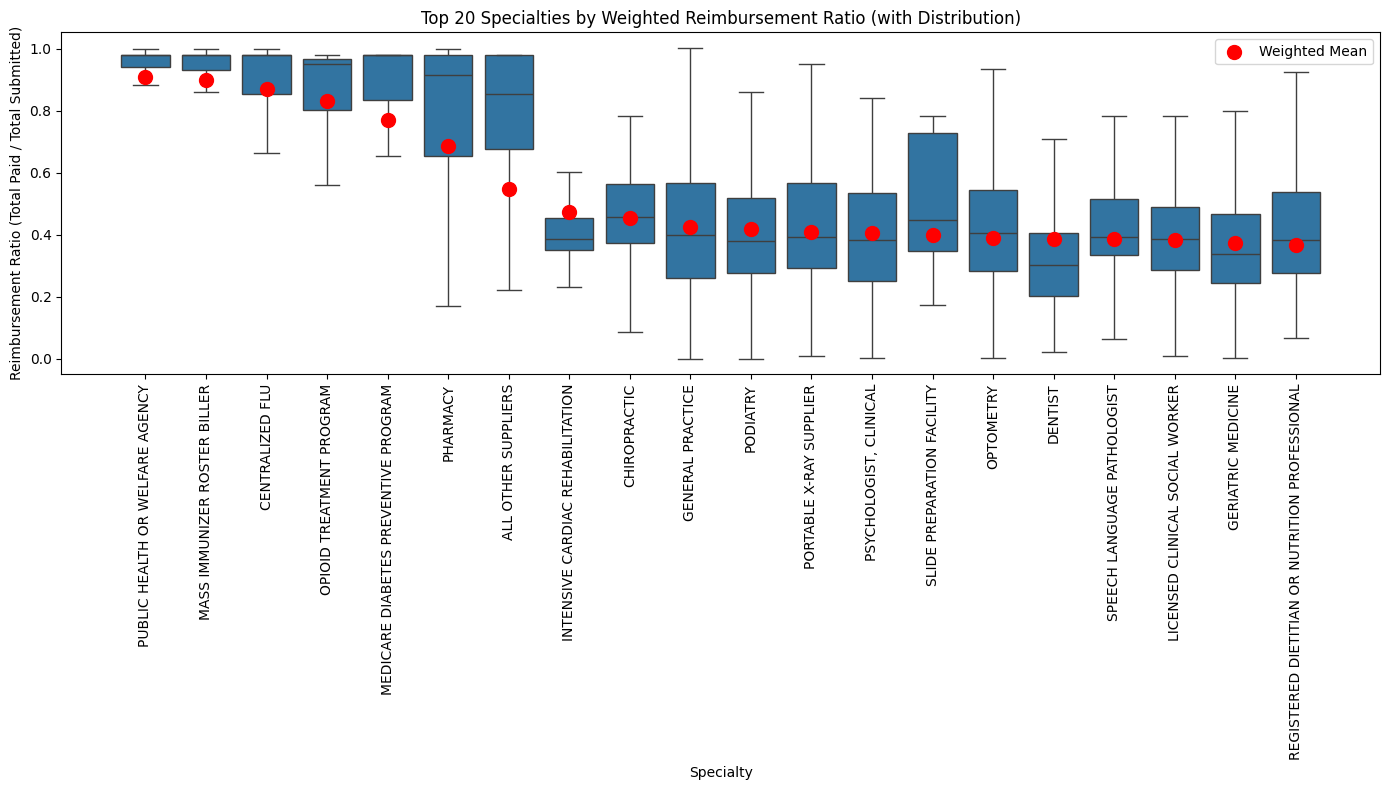 Top 20 Specialties by Weighted Reimbursement Ratio (with Distribution)
Weighted Mean
Reimbursement Ratio (Total Paid / Total Submitted)
1.0
0.8
0.6
0.4
0.2
0.0
PUBLIC HEALTH OR WELFARE AGENCY
MASS IMMUNIZER ROSTER BILLER
CENTRALIZED FLU
OPIOID TREATMENT PROGRAM
MEDICARE DIABETES PREVENTIVE PROGRAM
PHARMACY
ALL OTHER SUPPLIERS
INTENSIVE CARDIAC REHABILITATION
CHIROPRACTIC
GENERAL PRACTICE
PODIATRY
PORTABLE X-RAY SUPPLIER
PSYCHOLOGIST, CLINICAL
SLIDE PREPARATION FACILITY
OPTOMETRY
DENTIST
SPEECH LANGUAGE PATHOLOGIST
LICENSED CLINICAL SOCIAL WORKER
GERIATRIC MEDICINE
REGISTERED DIETITIAN OR NUTRITION PROFESSIONAL
Specialty